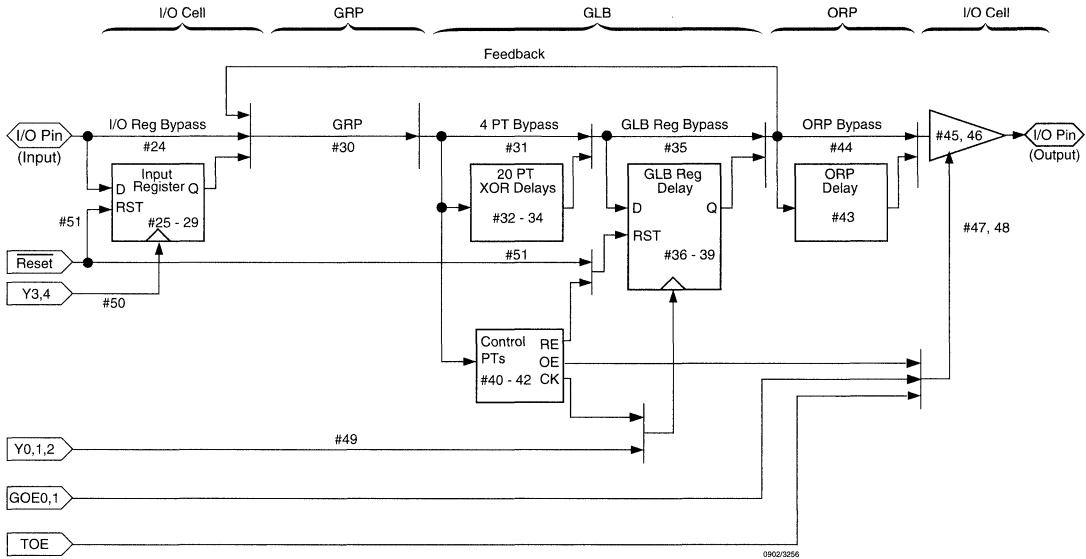 I/O Cell
GRP
GLB
ORP
I/O Cell
Feedback
I/O Pin
(Input)
I/O Reg Bypass
#24
GRP
#30
4 PT Bypass
#31
GLB Reg Bypass
#35
ORP Bypass
#44
#45, 46
I/O Pin
(Output)
Input
Register
D
Q
RST
#25 - 29
#51
20 PT
XOR Delays
#32 - 34
GLB Reg
Delay
D
Q
RST
#36 - 39
ORP
Delay
#43
#47, 48
Reset
#51
Y3,4
#50
Control
PTs
#40 - 42
RE
OE
CK
Y0,1,2
#49
GOE0,1
TOE
0902/3256